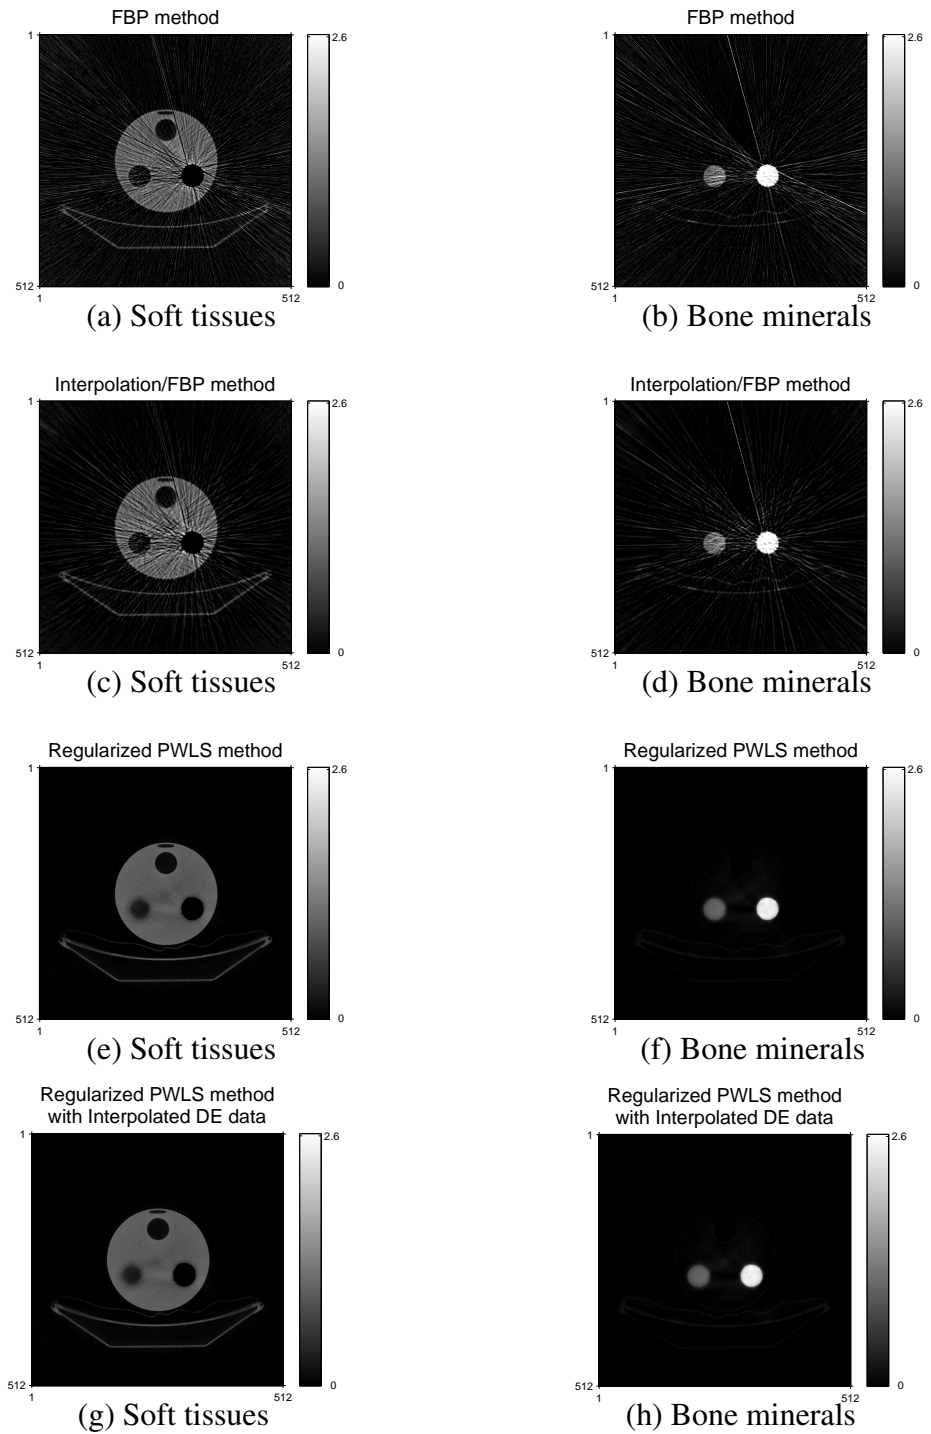 FBP method
1
2.6
0
512
1
512
(a) Soft tissues
FBP method
1
2.6
0
512
1
512
(b) Bone minerals
Interpolation/FBP method
1
2.6
0
512
1
512
(c) Soft tissues
Interpolation/FBP method
1
2.6
0
512
1
512
(d) Bone minerals
Regularized PWLS method
1
2.6
0
512
1
512
(e) Soft tissues
Regularized PWLS method
1
2.6
0
512
1
512
(f) Bone minerals
Regularized PWLS method
with Interpolated DE data
1
2.6
0
512
1
512
(g) Soft tissues
Regularized PWLS method
with Interpolated DE data
1
2.6
0
512
1
512
(h) Bone minerals